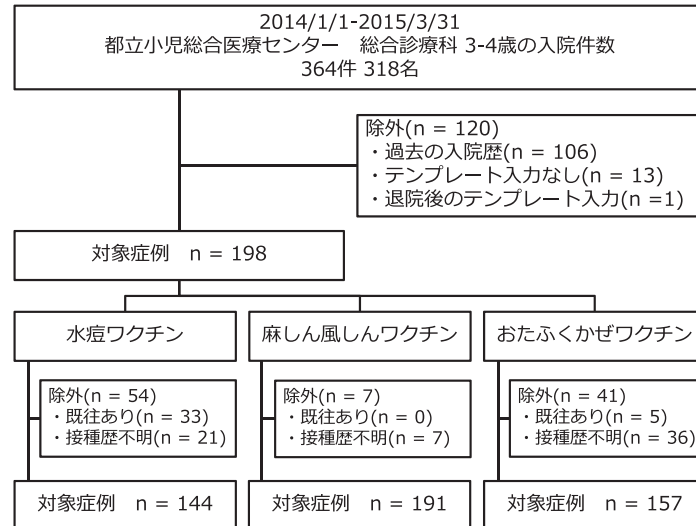 2014/1/1-2015/3/31
都立小児総合医療センター　総合診療科 3-4歳の入院件数
364件 318名
除外(n = 120)
・過去の入院歴(n = 106)
・テンプレート入力なし(n = 13)
・退院後のテンプレート入力(n =1)
対象症例　n = 198
水痘ワクチン
麻しん風しんワクチン
おたふくかぜワクチン
除外(n = 54)
・既往あり(n = 33)
・接種歴不明(n = 21)
除外(n = 7)
・既往あり(n = 0)
・接種歴不明(n = 7)
除外(n = 41)
・既往あり(n = 5)
・接種歴不明(n = 36)
対象症例　n = 144
対象症例　n = 191
対象症例　n = 157